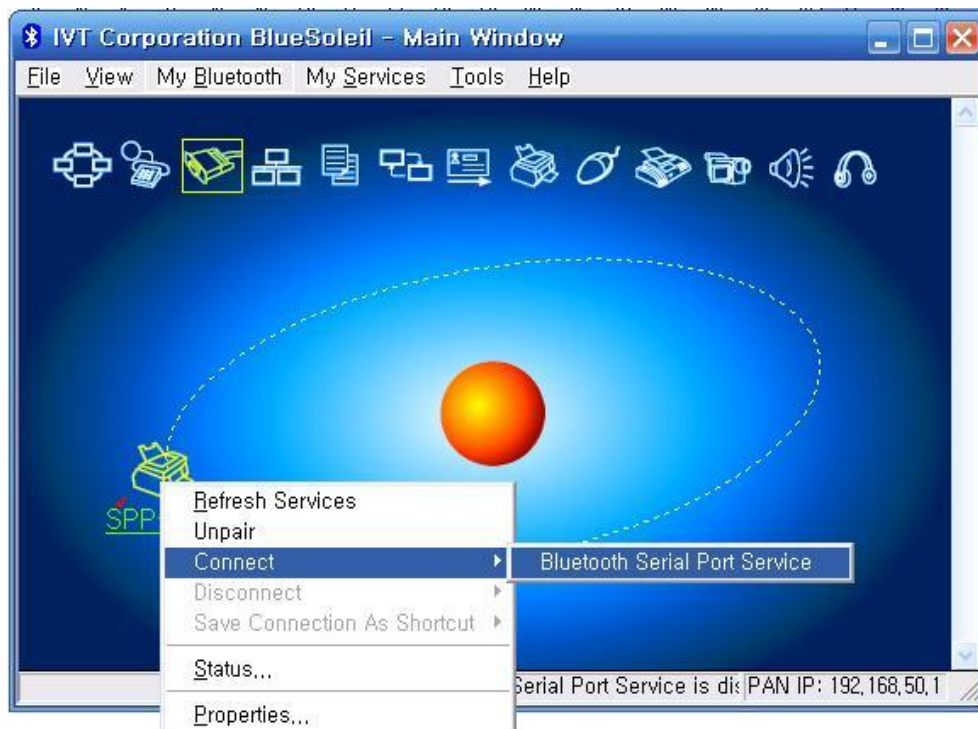 IVT Corporation BlueSoleil - Main Window
File View My Bluetooth My Services Tools Help
SPP
Refresh Services
Unpair
Connect
Bluetooth Serial Port Service
Disconnect
Save Connection As Shortcut
Status...
Serial Port Service is dis
PAN IP: 192,168,50,1
Properties...